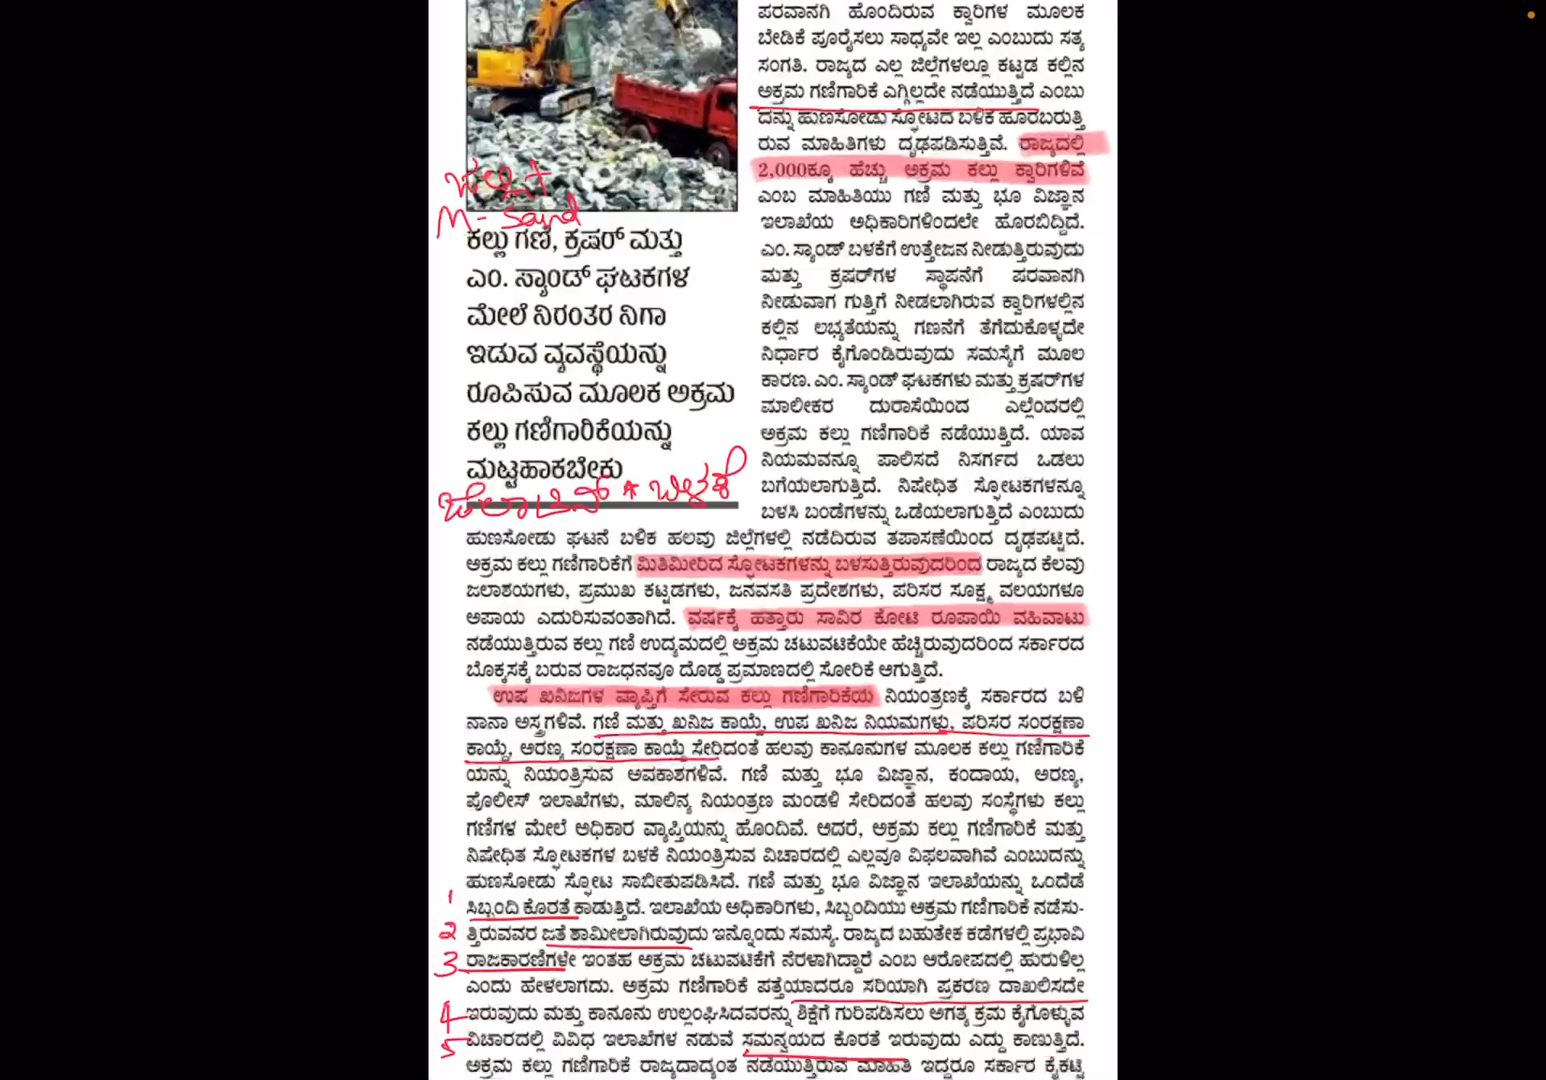 ಪರವಾನಗಿ ಹೊಂದಿರುವ ಕ್ವಾರಿಗಳ ಮೂಲಕ
ಬೇಡಿಕೆ ಪೂರೈಸಲು ಸಾಧ್ಯವೇ ಇಲ್ಲ ಎಂಬುದು ಸತ್ಯ
ಸಂಗತಿ. ರಾಜ್ಯದ ಎಲ್ಲ ಜಿಲ್ಲೆಗಳಲ್ಲೂ ಕಟ್ಟಡ ಕಲ್ಲಿನ
ಅಕ್ರಮ ಗಣಿಗಾರಿಕೆ ಎಗ್ಗಿಲ್ಲದೇ ನಡೆಯುತ್ತಿದೆ ಎಂಬು
ದನ್ನು ಹುಣಸೋಡು ಸ್ಫೋಟದ ಬಳಿಕ ಹೊರಬರುತ್ತಿ
ರುವ ಮಾಹಿತಿಗಳು ದೃಢಪಡಿಸುತ್ತಿವೆ. ರಾಜ್ಯದಲ್ಲಿ
2,000ಕ್ಕೂ ಹೆಚ್ಚು ಅಕ್ರಮ ಕಲ್ಲು ಕ್ವಾರಿಗಳಿವೆ
ಎಂಬ ಮಾಹಿತಿಯು ಗಣಿ ಮತ್ತು ಭೂ ವಿಜ್ಞಾನ
ಇಲಾಖೆಯ ಅಧಿಕಾರಿಗಳಿಂದಲೇ ಹೊರಬಿದ್ದಿದೆ.
ಎಂ. ಸ್ಯಾಂಡ್ ಬಳಕೆಗೆ ಉತ್ತೇಜನ ನೀಡುತ್ತಿರುವುದು
ಮತ್ತು ಕ್ರಷರ್‌ಗಳ ಸ್ಥಾಪನೆಗೆ ಪರವಾನಗಿ
ನೀಡುವಾಗ ಗುತ್ತಿಗೆ ನೀಡಲಾಗಿರುವ ಕ್ವಾರಿಗಳಲ್ಲಿನ
ಕಲ್ಲಿನ ಲಭ್ಯತೆಯನ್ನು ಗಣನೆಗೆ ತೆಗೆದುಕೊಳ್ಳದೇ
ನಿರ್ಧಾರ ಕೈಗೊಂಡಿರುವುದು ಸಮಸ್ಯೆಗೆ ಮೂಲ
ಕಾರಣ. ಎಂ. ಸ್ಯಾಂಡ್ ಘಟಕಗಳು ಮತ್ತು ಕ್ರಷರ್‌ಗಳ
ಮಾಲೀಕರ ದುರಾಸೆಯಿಂದ ಎಲ್ಲೆಂದರಲ್ಲಿ
ಅಕ್ರಮ ಕಲ್ಲು ಗಣಿಗಾರಿಕೆ ನಡೆಯುತ್ತಿದೆ. ಯಾವ
ನಿಯಮವನ್ನೂ ಪಾಲಿಸದೆ ನಿಸರ್ಗದ ಒಡಲು
ಬಗೆಯಲಾಗುತ್ತಿದೆ. ನಿಷೇಧಿತ ಸ್ಫೋಟಕಗಳನ್ನೂ
ಬಳಸಿ ಬಂಡೆಗಳನ್ನು ಒಡೆಯಲಾಗುತ್ತಿದೆ ಎಂಬುದು
M-Sand
ಕಲ್ಲು ಗಣಿ, ಕ್ರಷರ್ ಮತ್ತು
ಎಂ. ಸ್ಯಾಂಡ್ ಘಟಕಗಳ
ಮೇಲೆ ನಿರಂತರ ನಿಗಾ
ಇಡುವ ವ್ಯವಸ್ಥೆಯನ್ನು
ರೂಪಿಸುವ ಮೂಲಕ ಅಕ್ರಮ
ಕಲ್ಲು ಗಣಿಗಾರಿಕೆಯನ್ನು
ಮಟ್ಟಹಾಕಬೇಕು
ಜಿಲಾಟಿನ್ * ಬಳಕೆ
ಹುಣಸೋಡು ಘಟನೆ ಬಳಿಕ ಹಲವು ಜಿಲ್ಲೆಗಳಲ್ಲಿ ನಡೆದಿರುವ ತಪಾಸಣೆಯಿಂದ ದೃಢಪಟ್ಟಿದೆ.
ಅಕ್ರಮ ಕಲ್ಲು ಗಣಿಗಾರಿಕೆಗೆ ಮಿತಿಮೀರಿದ ಸ್ಫೋಟಕಗಳನ್ನು ಬಳಸುತ್ತಿರುವುದರಿಂದ ರಾಜ್ಯದ ಕೆಲವು
ಜಲಾಶಯಗಳು, ಪ್ರಮುಖ ಕಟ್ಟಡಗಳು, ಜನವಸತಿ ಪ್ರದೇಶಗಳು, ಪರಿಸರ ಸೂಕ್ಷ್ಮ ವಲಯಗಳೂ
ಅಪಾಯ ಎದುರಿಸುವಂತಾಗಿದೆ. ವರ್ಷಕ್ಕೆ ಹತ್ತಾರು ಸಾವಿರ ಕೋಟಿ ರೂಪಾಯಿ ವಹಿವಾಟು
ನಡೆಯುತ್ತಿರುವ ಕಲ್ಲು ಗಣಿ ಉದ್ಯಮದಲ್ಲಿ ಅಕ್ರಮ ಚಟುವಟಿಕೆಯೇ ಹೆಚ್ಚಿರುವುದರಿಂದ ಸರ್ಕಾರದ
ಬೊಕ್ಕಸಕ್ಕೆ ಬರುವ ರಾಜಧನವೂ ದೊಡ್ಡ ಪ್ರಮಾಣದಲ್ಲಿ ಸೋರಿಕೆ ಆಗುತ್ತಿದೆ.
ಉಪ ಖನಿಜಗಳ ವ್ಯಾಪ್ತಿಗೆ ಸೇರುವ ಕಲ್ಲು ಗಣಿಗಾರಿಕೆಯ ನಿಯಂತ್ರಣಕ್ಕೆ ಸರ್ಕಾರದ ಬಳಿ
ನಾನಾ ಅಸ್ತ್ರಗಳಿವೆ. ಗಣಿ ಮತ್ತು ಖನಿಜ ಕಾಯ್ದೆ, ಉಪ ಖನಿಜ ನಿಯಮಗಳು, ಪರಿಸರ ಸಂರಕ್ಷಣಾ
ಕಾಯ್ದೆ, ಅರಣ್ಯ ಸಂರಕ್ಷಣಾ ಕಾಯ್ದೆ ಸೇರಿದಂತೆ ಹಲವು ಕಾನೂನುಗಳ ಮೂಲಕ ಕಲ್ಲು ಗಣಿಗಾರಿಕೆ
ಯನ್ನು ನಿಯಂತ್ರಿಸುವ ಅವಕಾಶಗಳಿವೆ. ಗಣಿ ಮತ್ತು ಭೂ ವಿಜ್ಞಾನ, ಕಂದಾಯ, ಅರಣ್ಯ,
ಪೊಲೀಸ್ ಇಲಾಖೆಗಳು, ಮಾಲಿನ್ಯ ನಿಯಂತ್ರಣ ಮಂಡಳಿ ಸೇರಿದಂತೆ ಹಲವು ಸಂಸ್ಥೆಗಳು ಕಲ್ಲು
ಗಣಿಗಳ ಮೇಲೆ ಅಧಿಕಾರ ವ್ಯಾಪ್ತಿಯನ್ನು ಹೊಂದಿವೆ. ಆದರೆ, ಅಕ್ರಮ ಕಲ್ಲು ಗಣಿಗಾರಿಕೆ ಮತ್ತು
ನಿಷೇಧಿತ ಸ್ಫೋಟಕಗಳ ಬಳಕೆ ನಿಯಂತ್ರಿಸುವ ವಿಚಾರದಲ್ಲಿ ಎಲ್ಲವೂ ವಿಫಲವಾಗಿವೆ ಎಂಬುದನ್ನು
ಹುಣಸೋಡು ಸ್ಫೋಟ ಸಾಬೀತುಪಡಿಸಿದೆ. ಗಣಿ ಮತ್ತು ಭೂ ವಿಜ್ಞಾನ ಇಲಾಖೆಯನ್ನು ಒಂದೆಡೆ
1 ಸಿಬ್ಬಂದಿ ಕೊರತೆ ಕಾಡುತ್ತಿದೆ. ಇಲಾಖೆಯ ಅಧಿಕಾರಿಗಳು, ಸಿಬ್ಬಂದಿಯು ಅಕ್ರಮ ಗಣಿಗಾರಿಕೆ ನಡೆಸು-
2 ತ್ತಿರುವವರ ಜತೆ ಶಾಮೀಲಾಗಿರುವುದು ಇನ್ನೊಂದು ಸಮಸ್ಯೆ. ರಾಜ್ಯದ ಬಹುತೇಕ ಕಡೆಗಳಲ್ಲಿ ಪ್ರಭಾವಿ
3 ರಾಜಕಾರಣಿಗಳೇ ಇಂತಹ ಅಕ್ರಮ ಚಟುವಟಿಕೆಗೆ ನೆರಳಾಗಿದ್ದಾರೆ ಎಂಬ ಆರೋಪದಲ್ಲಿ ಹುರುಳಿಲ್ಲ
ಎಂದು ಹೇಳಲಾಗದು. ಅಕ್ರಮ ಗಣಿಗಾರಿಕೆ ಪತ್ತೆಯಾದರೂ ಸರಿಯಾಗಿ ಪ್ರಕರಣ ದಾಖಲಿಸದೇ
4 ಇರುವುದು ಮತ್ತು ಕಾನೂನು ಉಲ್ಲಂಘಿಸಿದವರನ್ನು ಶಿಕ್ಷೆಗೆ ಗುರಿಪಡಿಸಲು ಅಗತ್ಯ ಕ್ರಮ ಕೈಗೊಳ್ಳುವ
5 ವಿಚಾರದಲ್ಲಿ ವಿವಿಧ ಇಲಾಖೆಗಳ ನಡುವೆ ಸಮನ್ವಯದ ಕೊರತೆ ಇರುವುದು ಎದ್ದು ಕಾಣುತ್ತಿದೆ.
ಅಕ್ರಮ ಕಲ್ಲು ಗಣಿಗಾರಿಕೆ ರಾಜ್ಯದಾದ್ಯಂತ ನಡೆಯುತ್ತಿರುವ ಮಾಹಿತಿ ಇದ್ದರೂ ಸರ್ಕಾರ ಕೈಕಟ್ಟಿ